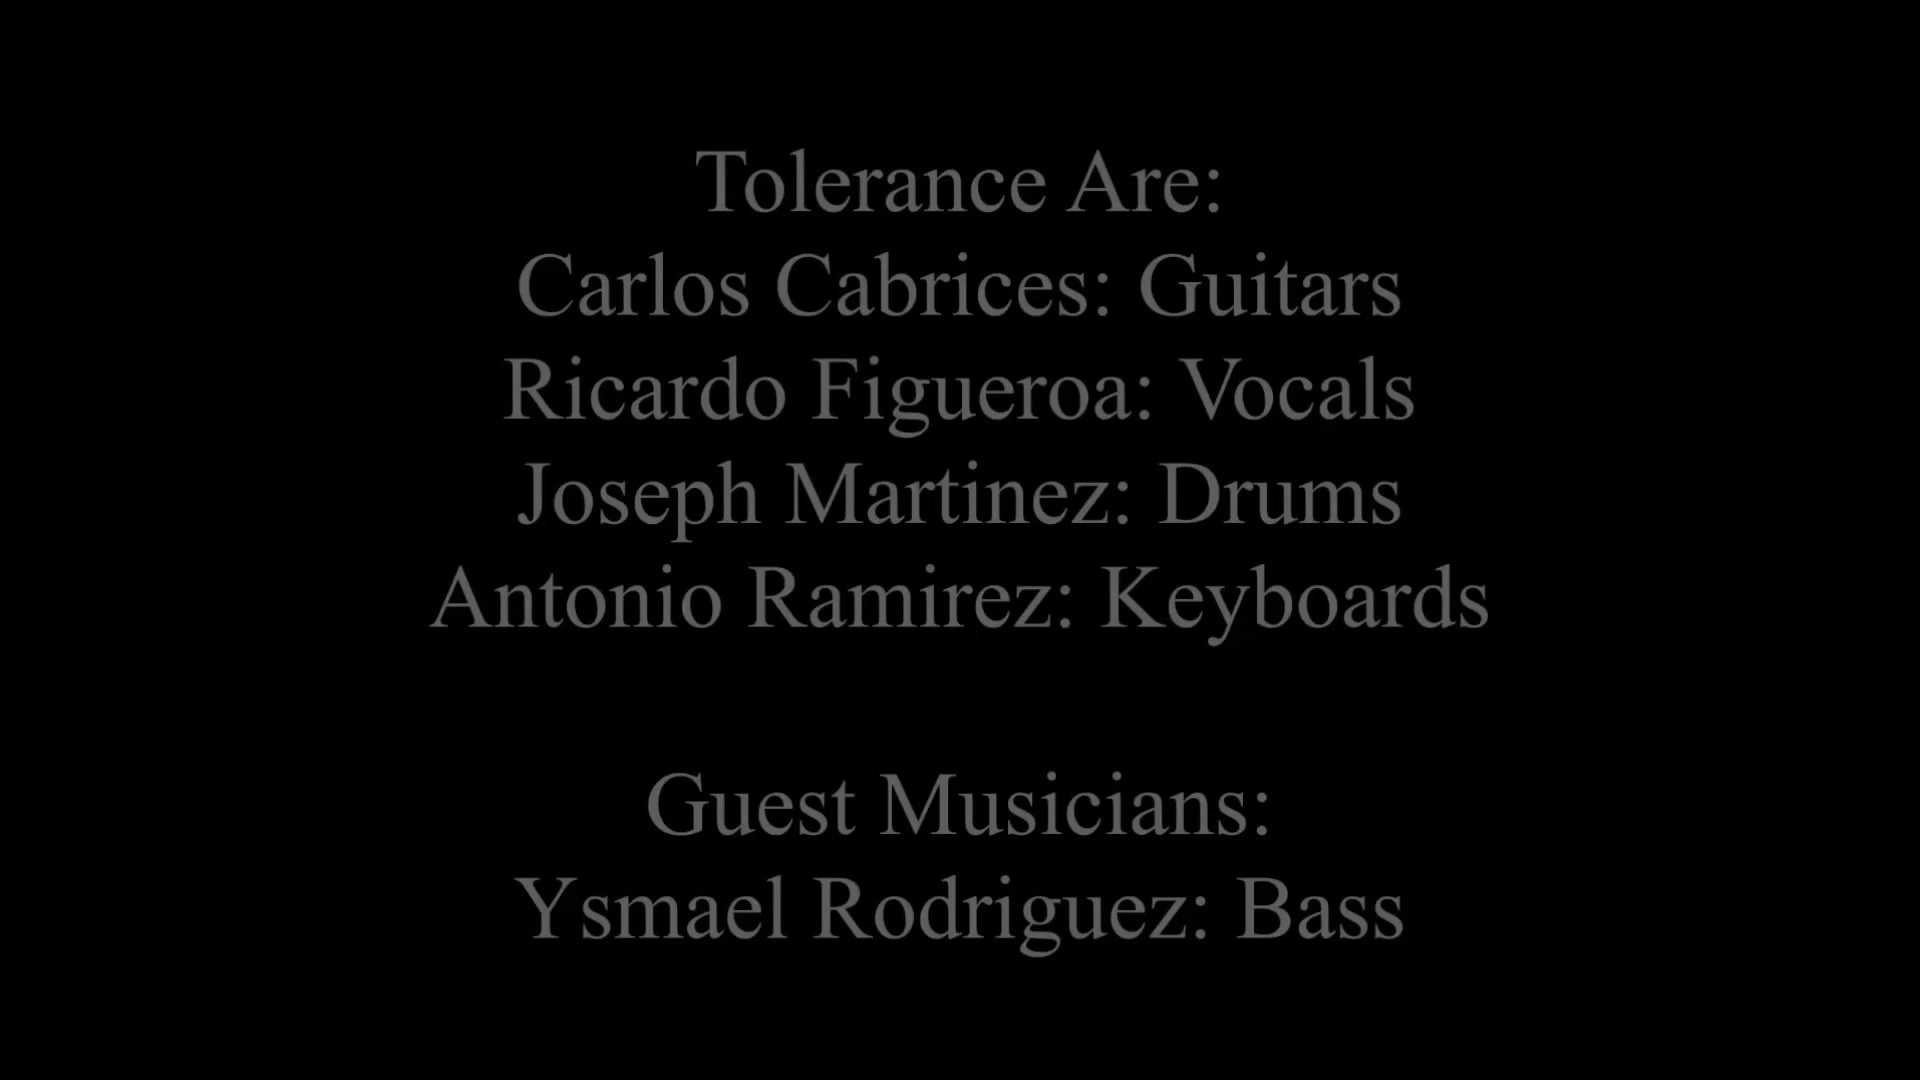 Tolerance Are:
Carlos Cabrices: Guitars
Ricardo Figueroa: Vocals
Joseph Martinez: Drums
Antonio Ramirez: Keyboards
Guest Musicians:
Ysmael Rodriguez: Bass